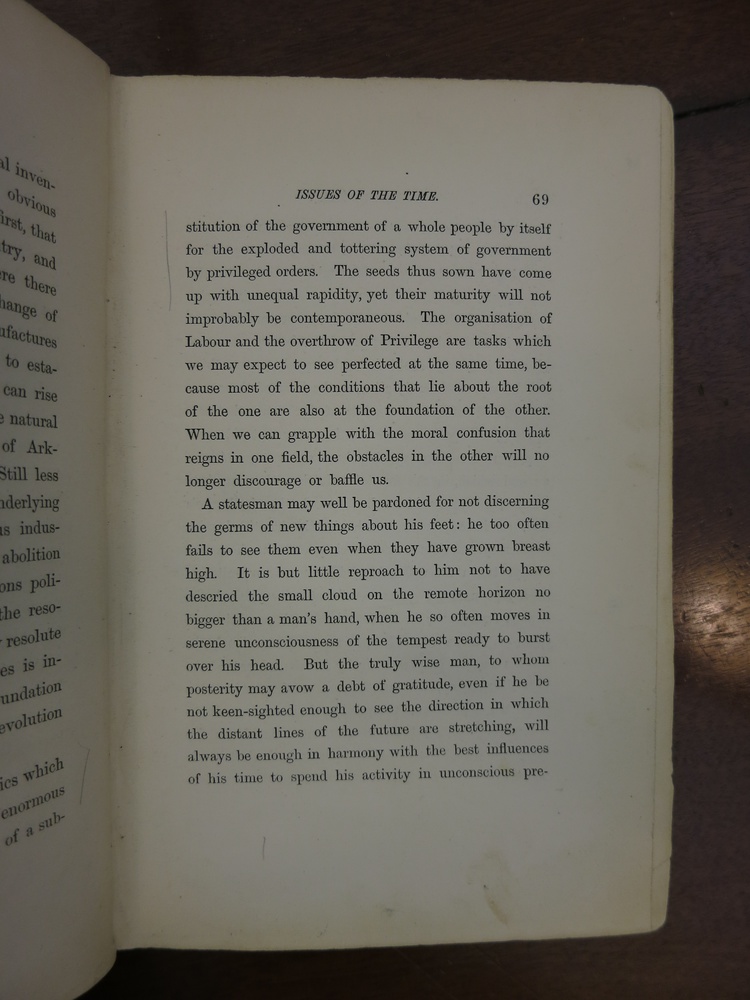 al inven-
obvious
first, that
try, and
re there
hange of
ufactures
to esta-
can rise
natural
of Ark-
Still less
nderlying
indus-
abolition
ons poli-
the reso-
resolute
es is in-
undation
evolution
ics which
enormous
of a sub-
ISSUES OF THE TIME. 69
stitution of the government of a whole people by itself
for the exploded and tottering system of government
by privileged orders. The seeds thus sown have come
up with unequal rapidity, yet their maturity will not
improbably be contemporaneous. The organisation of
Labour and the overthrow of Privilege are tasks which
we may expect to see perfected at the same time, be-
cause most of the conditions that lie about the root
of the one are also at the foundation of the other.
When we can grapple with the moral confusion that
reigns in one field, the obstacles in the other will no
longer discourage or baffle us.
A statesman may well be pardoned for not discerning
the germs of new things about his feet: he too often
fails to see them even when they have grown breast
high. It is but little reproach to him not to have
descried the small cloud on the remote horizon no
bigger than a man's hand, when he so often moves in
serene unconsciousness of the tempest ready to burst
over his head. But the truly wise man, to whom
posterity may avow a debt of gratitude, even if he be
not keen-sighted enough to see the direction in which
the distant lines of the future are stretching, will
always be enough in harmony with the best influences
of his time to spend his activity in unconscious pre-